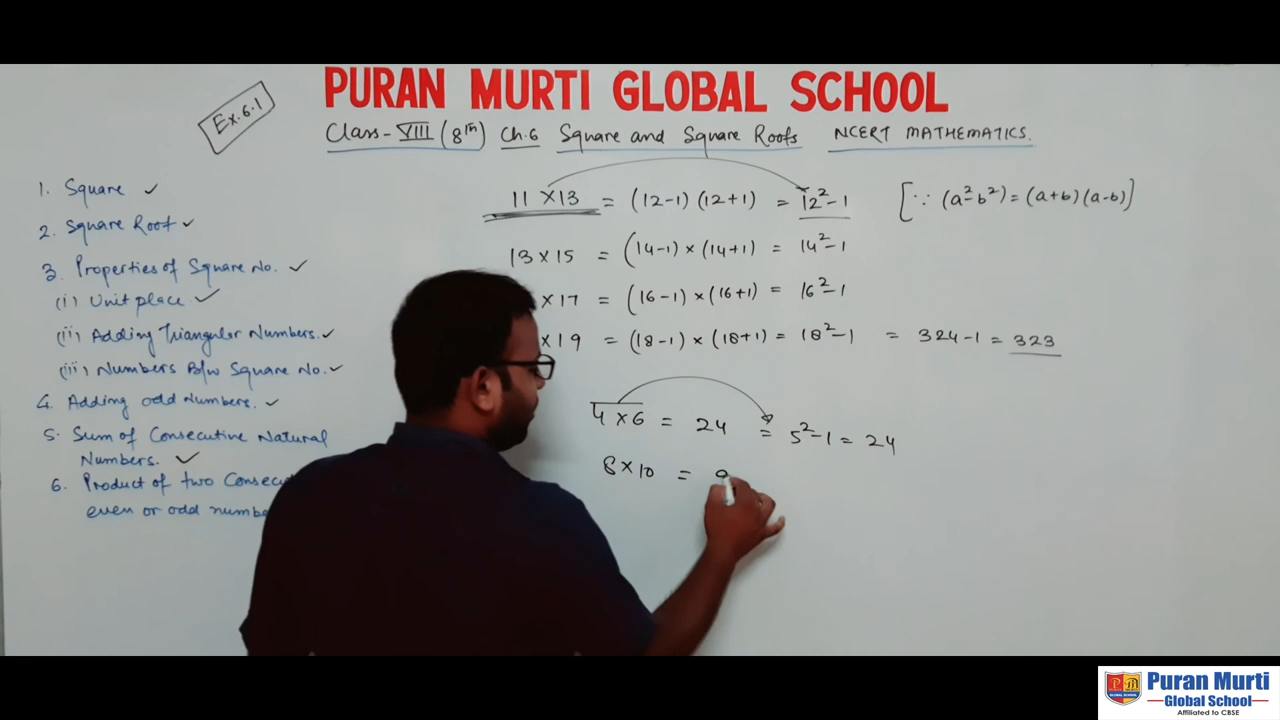 PURAN MURTI GLOBAL SCHOOL
Ex.6.1
Class-VIII (8th) Ch.6 Square and Square Roots NCERT MATHEMATICS.
1. Square ✓
2. Square Root ✓
3. Properties of Square No. ✓
(i) Unit place ✓
(ii) Adding Triangular Numbers. ✓
(iii) Numbers B/w Square No. ✓
4. Adding odd Numbers. ✓
5. Sum of Consecutive Natural
Numbers. ✓
6. Product of two
even or odd
11 × 13 = (12-1) (12+1) = 12² - 1 [∵ (a²-b²) = (a+b) (a-b)]
13 × 15 = (14-1) × (14+1) = 14² - 1
× 17 = (16-1) × (16+1) = 16² - 1
× 19 = (18-1) × (18+1) = 18² - 1 = 324 - 1 = 323
4 × 6 = 24 = 5² - 1 = 24
8 × 10 =
Puran Murti
Global School
Affiliated to CBSE